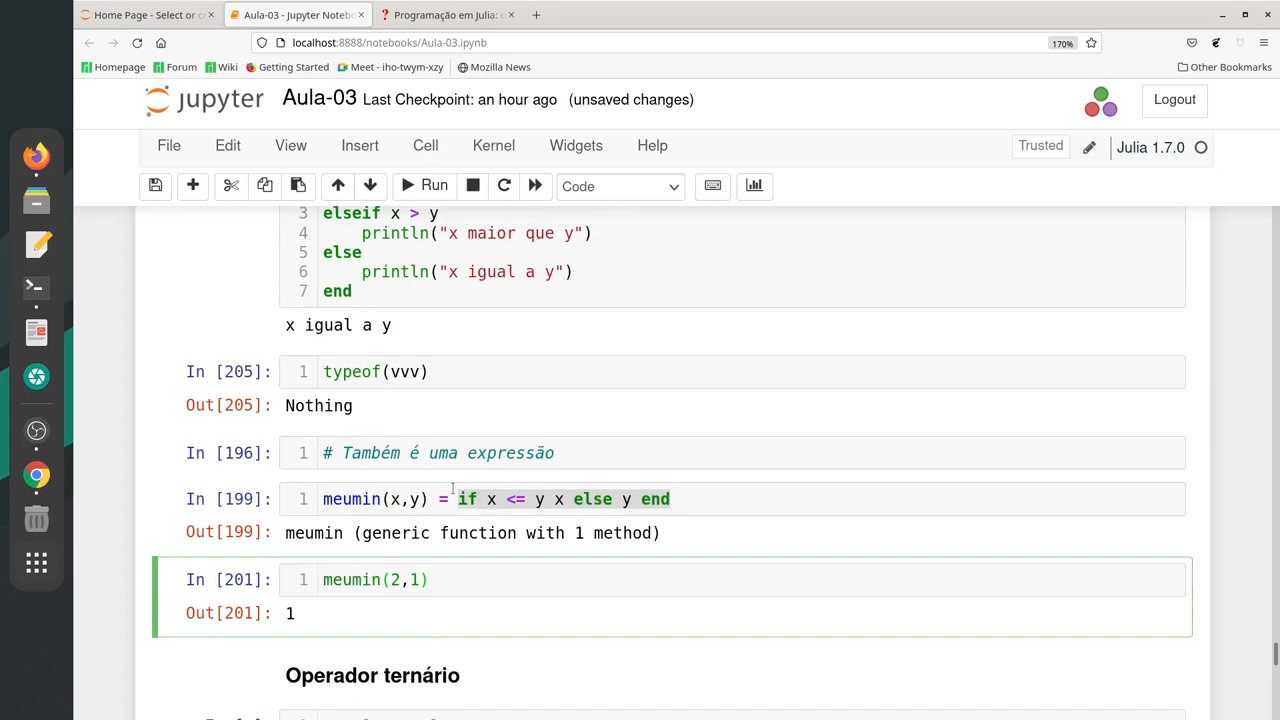 Home Page - Select or c
Aula-03 - Jupyter Noteb
Programação em Julia: u
localhost:8888/notebooks/Aula-03.ipynb
170%
Homepage
Forum
Wiki
Getting Started
Meet - iho-twym-xzy
Mozilla News
Other Bookmarks
jupyter
Aula-03
Last Checkpoint: an hour ago
(unsaved changes)
Logout
File
Edit
View
Insert
Cell
Kernel
Widgets
Help
Trusted
Julia 1.7.0
Run
Code
3 elseif x > y
4 println("x maior que y")
5 else
6 println("x igual a y")
7 end
x igual a y
In [205]: 1 typeof(vvv)
Out[205]: Nothing
In [196]: 1 # Também é uma expressão
In [199]: 1 meumin(x,y) = if x <= y x else y end
Out[199]: meumin (generic function with 1 method)
In [201]: 1 meumin(2,1)
Out[201]: 1
Operador ternário